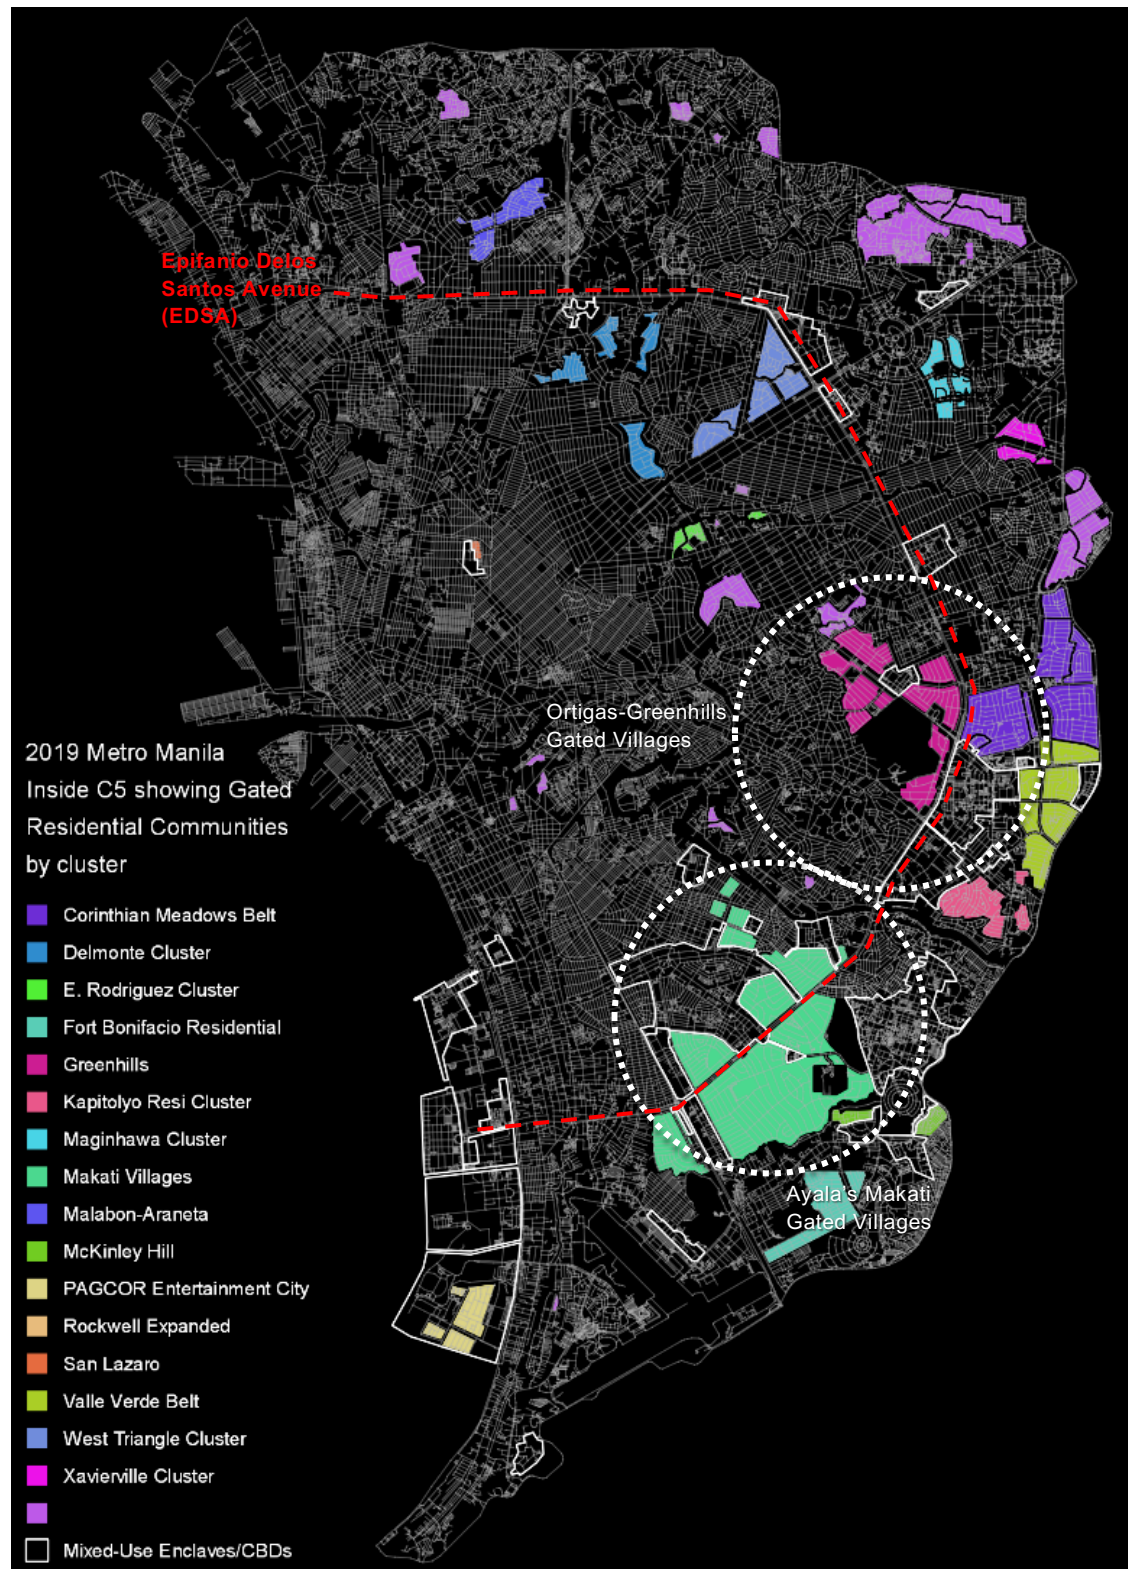 Epifanio Delos
Santos Avenue
(EDSA)
Ortigas-Greenhills
Gated Villages
2019 Metro Manila
Inside C5 showing Gated
Residential Communities
by cluster
Corinthian Meadows Belt
Delmonte Cluster
E. Rodriguez Cluster
Fort Bonifacio Residential
Greenhills
Kapitolyo Resi Cluster
Maginhawa Cluster
Makati Villages
Malabon-Araneta
McKinley Hill
PAGCOR Entertainment City
Rockwell Expanded
San Lazaro
Valle Verde Belt
West Triangle Cluster
Xavierville Cluster
Mixed-Use Enclaves/CBDs
Ayala's Makati
Gated Villages